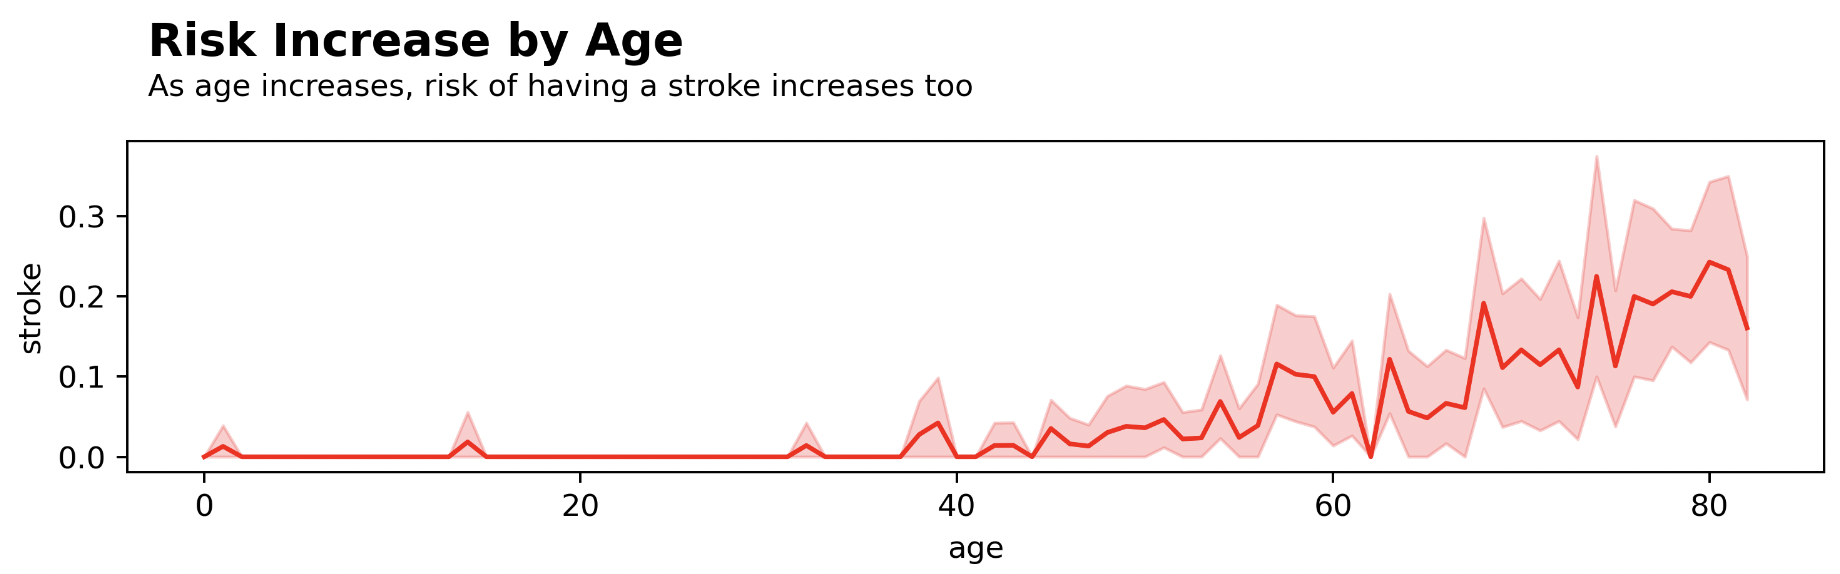 Risk Increase by Age
As age increases, risk of having a stroke increases too
0.3
0.2
0.1
0.0
stroke
0 20 40 60 80
age